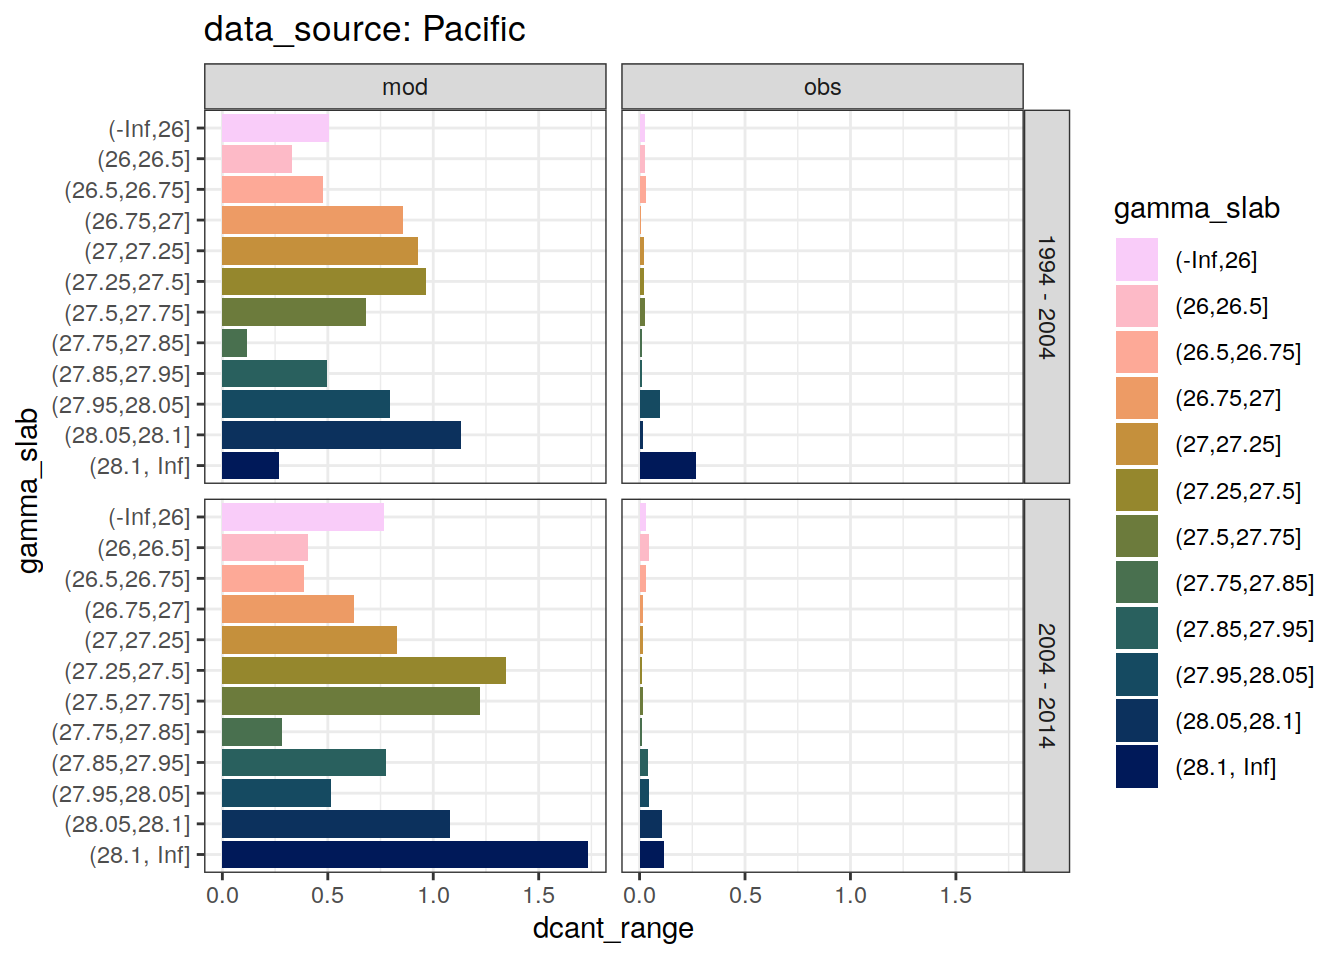 data_source: Pacific
mod
obs
(-Inf,26]
(26,26.5]
(26.5,26.75]
(26.75,27]
(27,27.25]
(27.25,27.5]
(27.5,27.75]
(27.75,27.85]
(27.85,27.95]
(27.95,28.05]
(28.05,28.1]
(28.1, Inf]
1994 - 2004
(-Inf,26]
(26,26.5]
(26.5,26.75]
(26.75,27]
(27,27.25]
(27.25,27.5]
(27.5,27.75]
(27.75,27.85]
(27.85,27.95]
(27.95,28.05]
(28.05,28.1]
(28.1, Inf]
2004 - 2014
gamma_slab
0.0 0.5 1.0 1.5
0.0 0.5 1.0 1.5
dcant_range
gamma_slab
(-Inf,26]
(26,26.5]
(26.5,26.75]
(26.75,27]
(27,27.25]
(27.25,27.5]
(27.5,27.75]
(27.75,27.85]
(27.85,27.95]
(27.95,28.05]
(28.05,28.1]
(28.1, Inf]